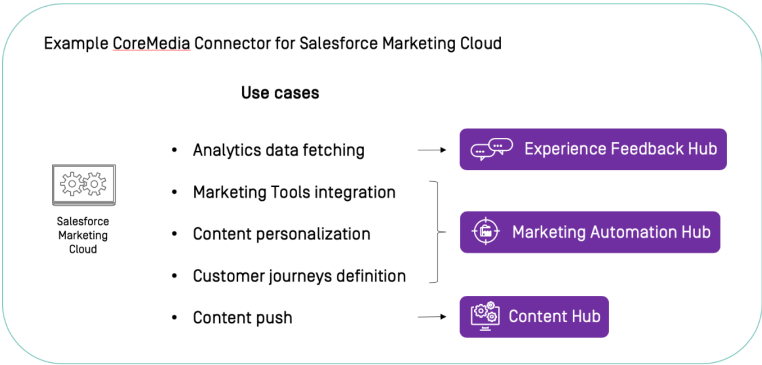 Example CoreMedia Connector for Salesforce Marketing Cloud
Use cases
• Analytics data fetching
Experience Feedback Hub
• Marketing Tools integration
Salesforce
Marketing
Cloud
• Content personalization
Marketing Automation Hub
• Customer journeys definition
• Content push
Content Hub